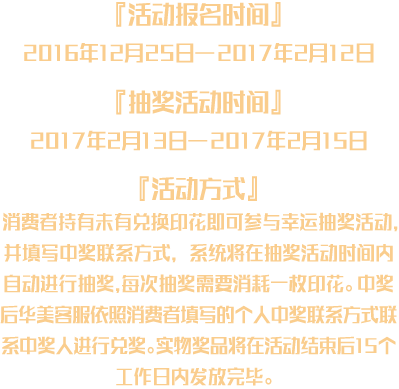 『活动报名时间』
2016年12月25日—2017年2月12日
『抽奖活动时间』
2017年2月13日—2017年2月15日
『活动方式』
消费者持有未有兑换印花即可参与幸运抽奖活动,
并填写中奖联系方式，系统将在抽奖活动时间内
自动进行抽奖,每次抽奖需要消耗一枚印花。中奖
后华美客服依照消费者填写的个人中奖联系方式联
系中奖人进行兑奖。实物奖品将在活动结束后15个
工作日内发放完毕。